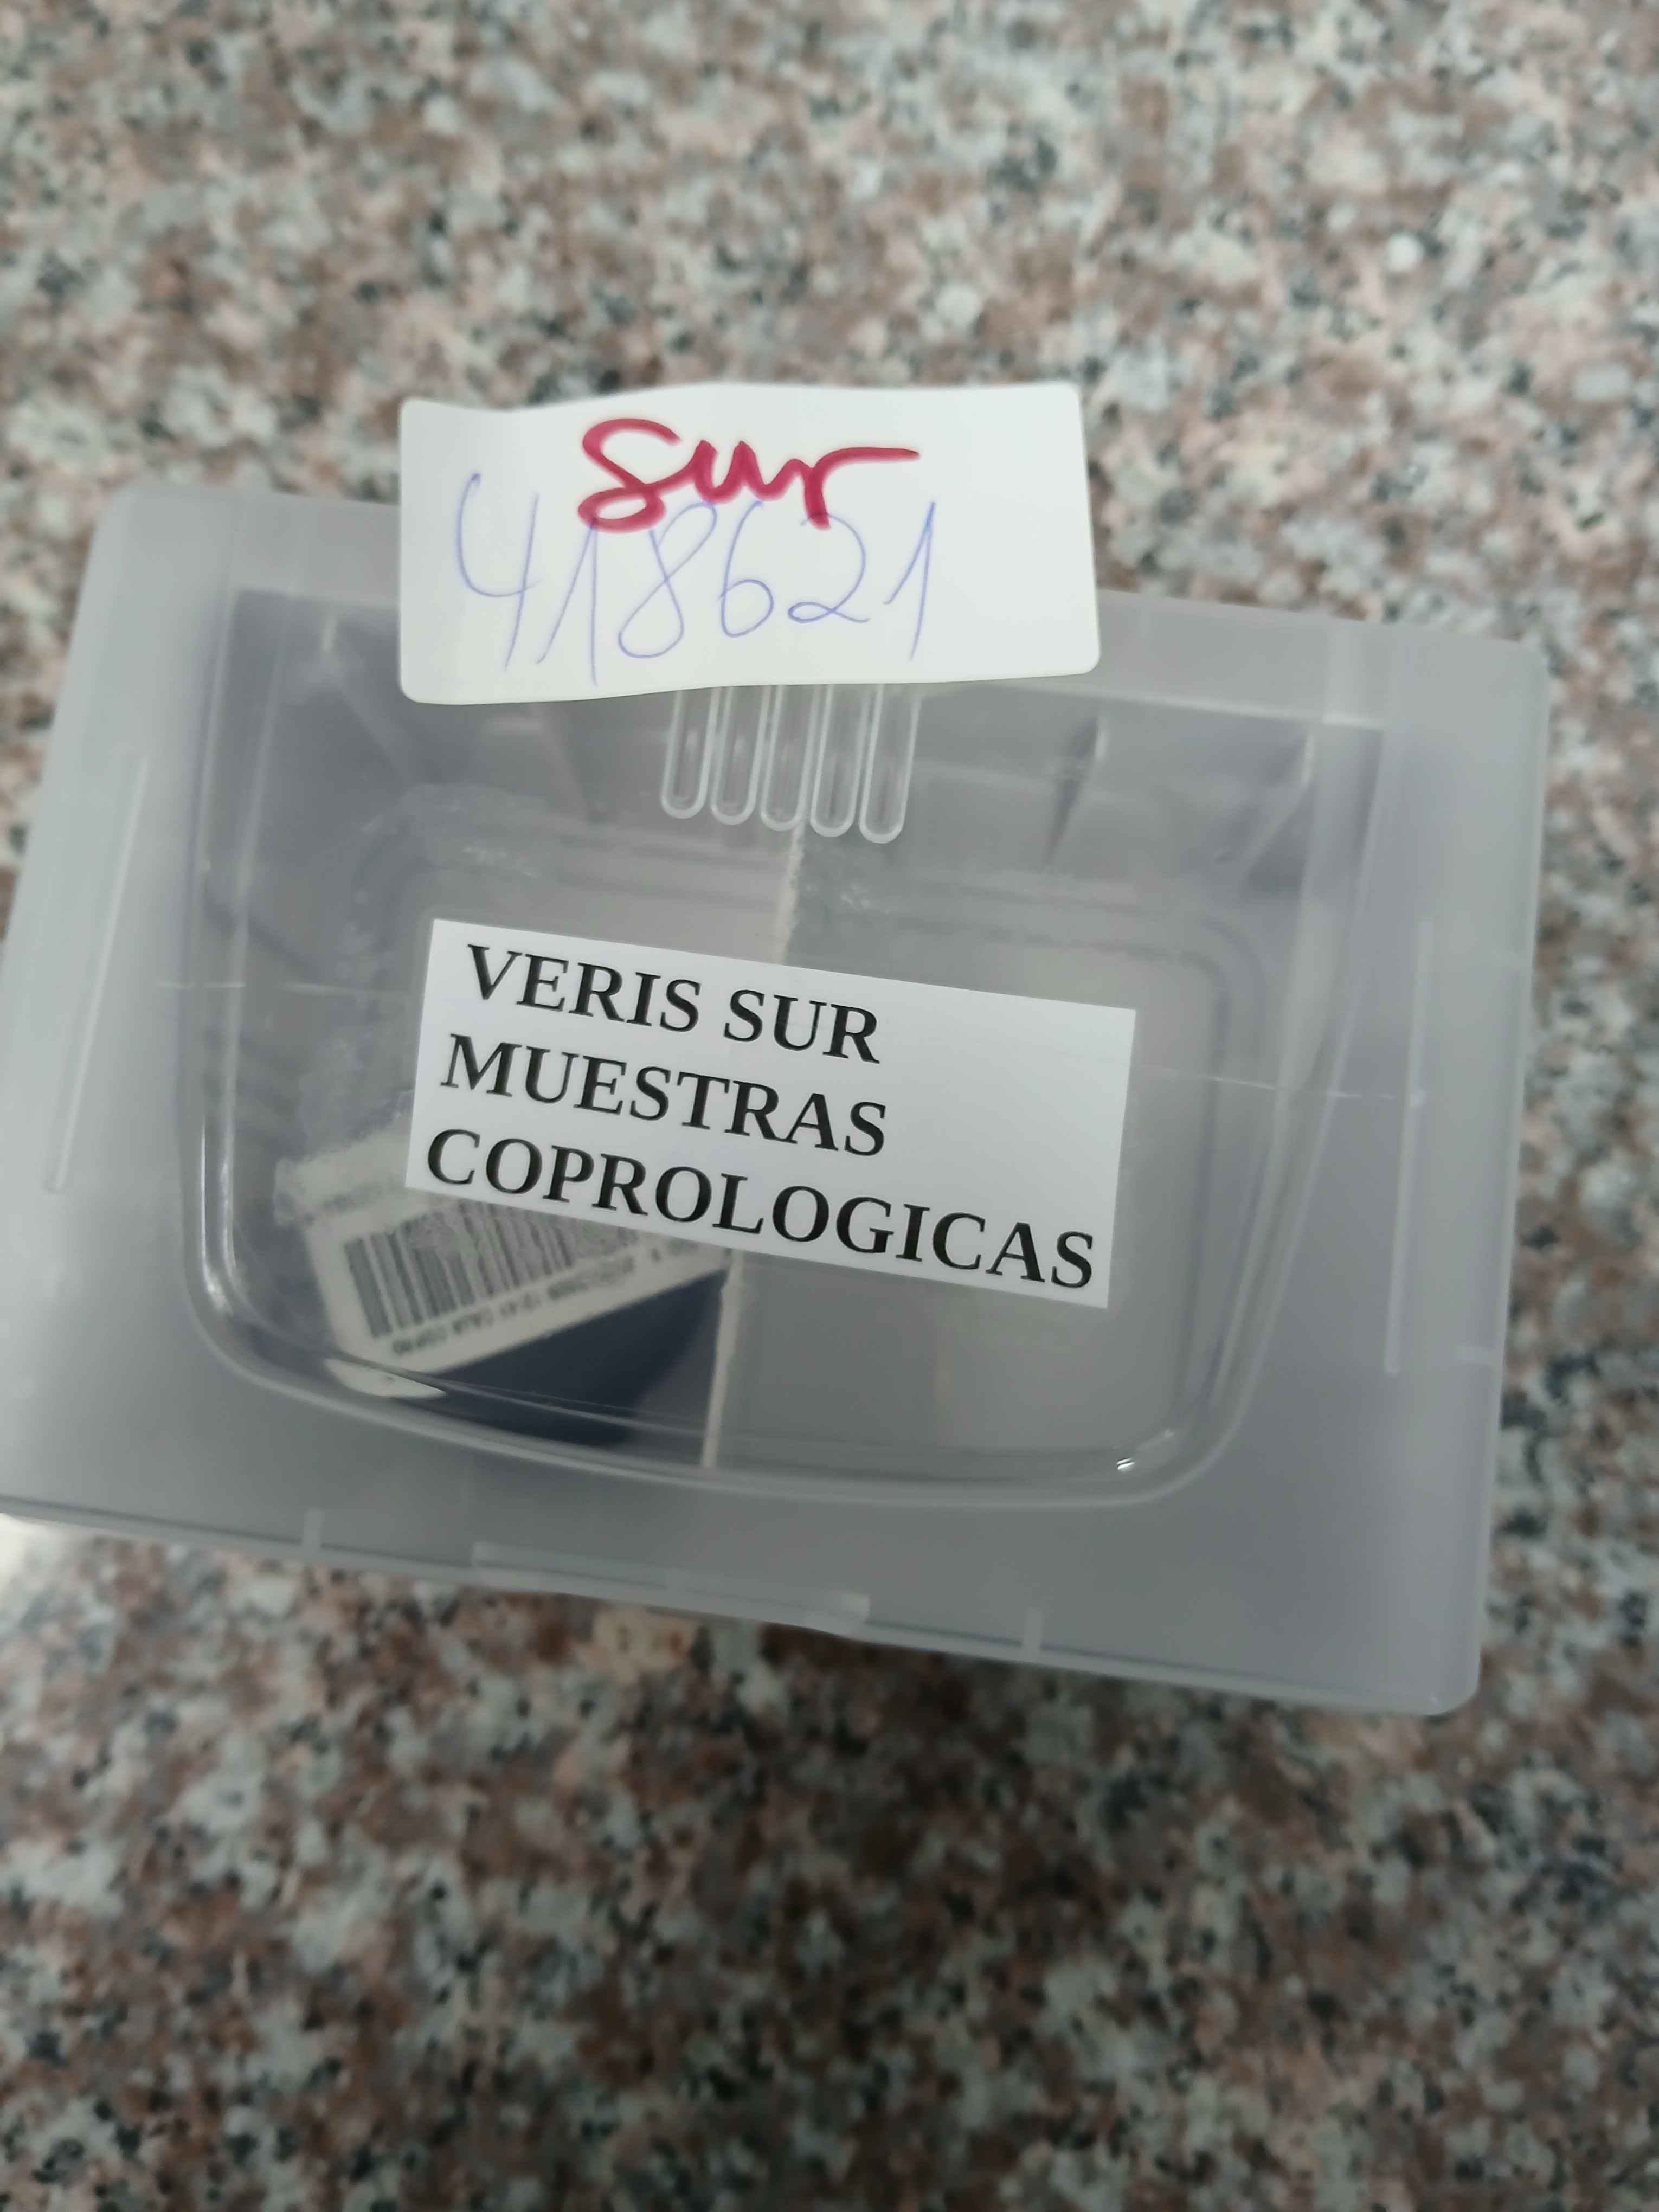 Sur
418621
VERIS SUR
MUESTRAS
COPROLOGICAS